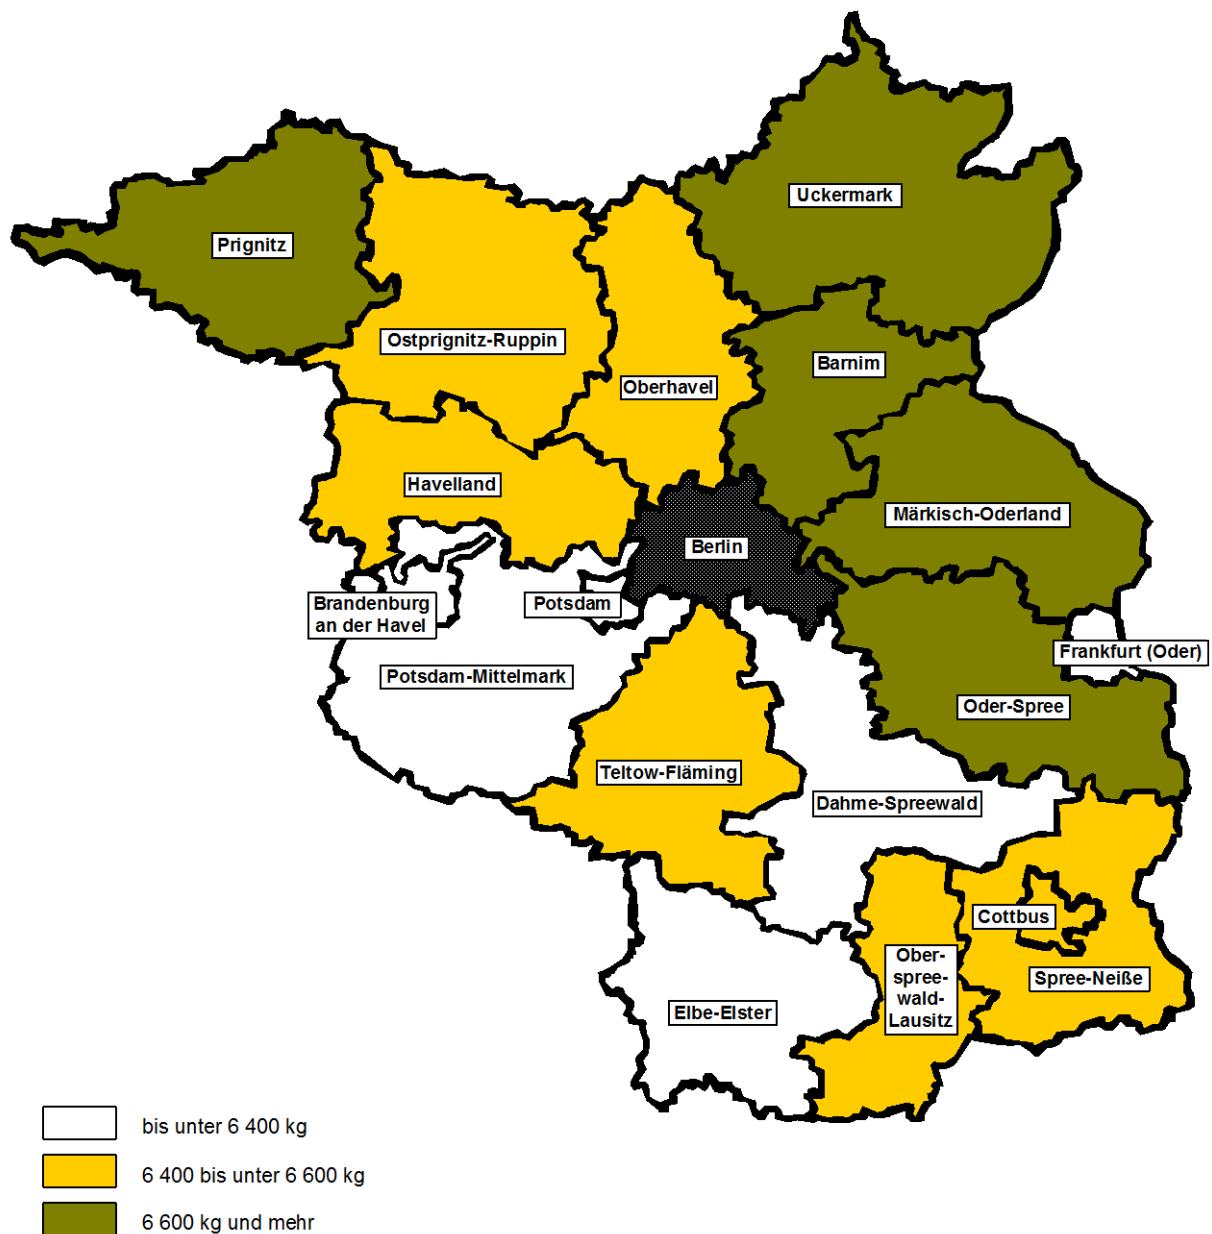 Uckermark
Prignitz
Ostprignitz-Ruppin
Barnim
Oberhavel
Havelland
Märkisch-Oderland
Berlin
Brandenburg
an der Havel
Potsdam
Frankfurt (Oder)
Potsdam-Mittelmark
Oder-Spree
Teltow-Fläming
Dahme-Spreewald
Cottbus
Ober-
spree-
wald-
Lausitz
Spree-Neiße
Elbe-Elster
bis unter 6 400 kg
6 400 bis unter 6 600 kg
6 600 kg und mehr